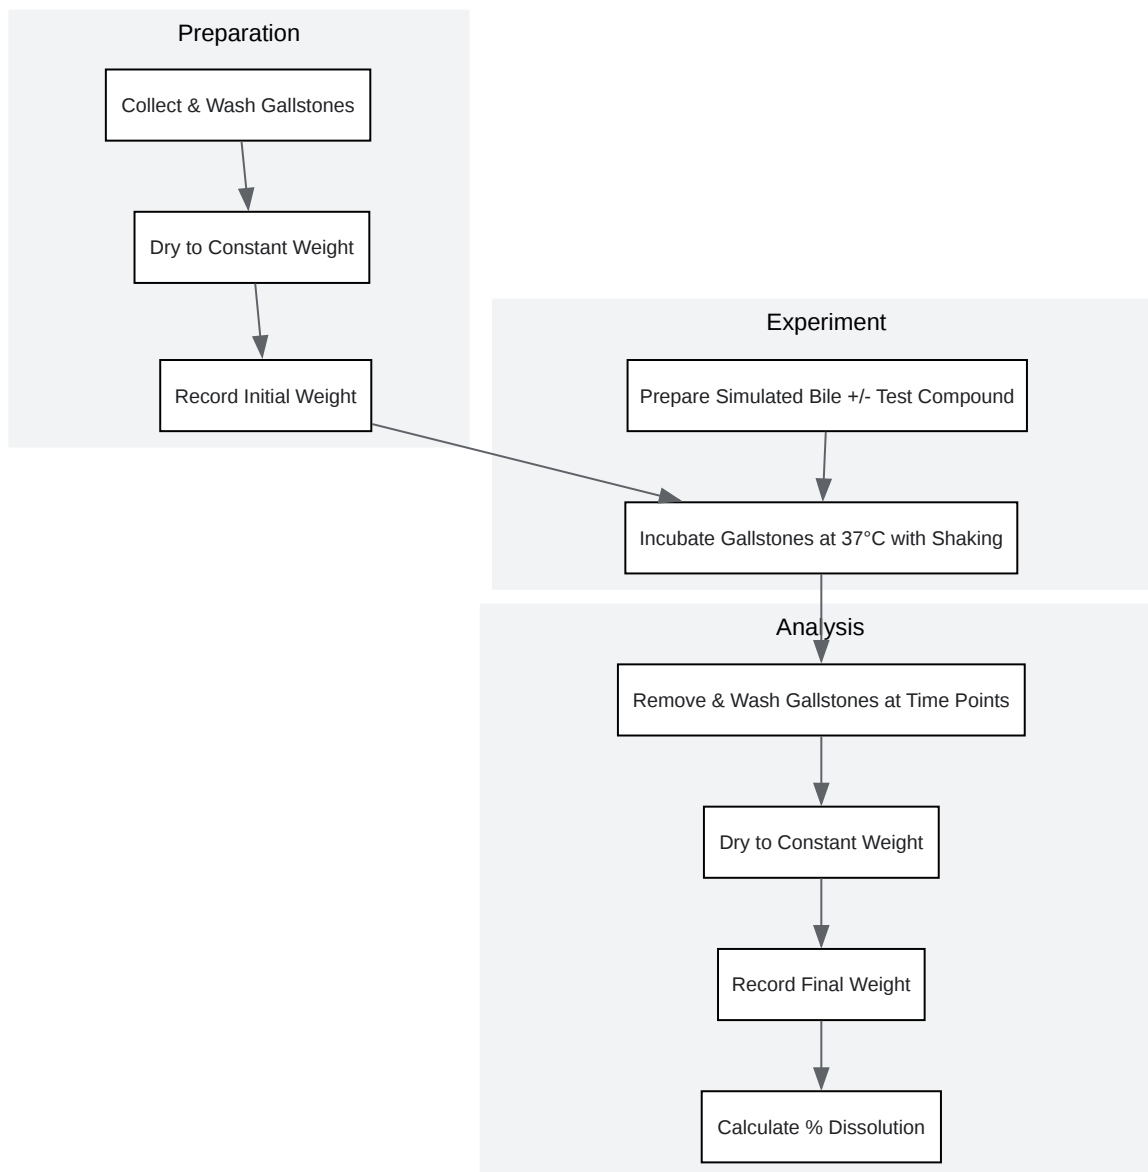 Preparation
Collect & Wash Gallstones
Dry to Constant Weight
Record Initial Weight
Experiment
Prepare Simulated Bile +/- Test Compound
Incubate Gallstones at 37°C with Shaking
Analysis
Remove & Wash Gallstones at Time Points
Dry to Constant Weight
Record Final Weight
Calculate % Dissolution